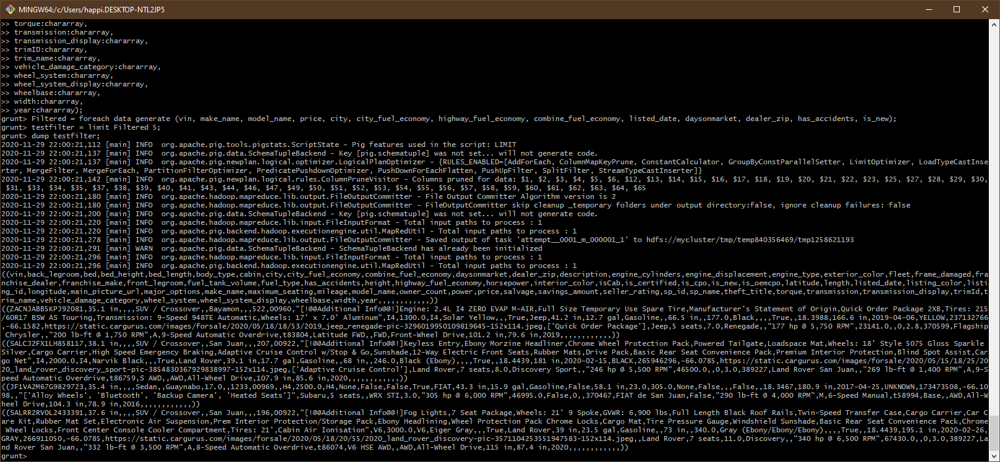 MINGW64:/c/Users/happi.DESKTOP-NTL2JP5
>> torque:chararray,
>> transmission:chararray,
>> transmission_display:chararray,
>> trimID:chararray,
>> trim_name:chararray,
>> vehicle_damage_category:chararray,
>> wheel_system:chararray,
>> wheel_system_display:chararray,
>> wheelbase:chararray,
>> width:chararray,
>> year:chararray);
grunt> Filtered = foreach data generate (vin, make_name, model_name, price, city, city_fuel_economy, highway_fuel_economy, combine_fuel_economy, listed_date, daysonmarket, dealer_zip, has_accidents, is_new);
grunt> testfilter = limit Filtered 5;
grunt> dump testfilter;
2020-11-29 22:00:21,112 [main] INFO  org.apache.pig.tools.pigstats.ScriptState - Pig features used in the script: LIMIT
2020-11-29 22:00:21,137 [main] INFO  org.apache.pig.data.SchemaTupleBackend - Key [pig.schematuple] was not set... will not generate code.
2020-11-29 22:00:21,137 [main] INFO  org.apache.pig.newplan.logical.optimizer.LogicalPlanOptimizer - {RULES_ENABLED=[AddForEach, ColumnMapKeyPrune, ConstantCalculator, GroupByConstParallelSetter, LimitOptimizer, LoadTypeCastInse
rter, MergeFilter, MergeForEach, PartitionFilterOptimizer, PredicatePushdownOptimizer, PushDownForEachFlatten, PushUpFilter, SplitFilter, StreamTypeCastInserter]}
2020-11-29 22:00:21,142 [main] INFO  org.apache.pig.newplan.logical.rules.ColumnPruneVisitor - Columns pruned for data: $1, $2, $3, $4, $5, $6, $12, $13, $14, $15, $16, $17, $18, $19, $20, $21, $22, $23, $25, $27, $28, $29, $30,
 $31, $33, $34, $35, $37, $38, $39, $40, $41, $43, $44, $46, $47, $49, $50, $51, $52, $53, $54, $55, $56, $57, $58, $59, $60, $61, $62, $63, $64, $65
2020-11-29 22:00:21,180 [main] INFO  org.apache.hadoop.mapreduce.lib.output.FileOutputCommitter - File Output Committer Algorithm version is 2
2020-11-29 22:00:21,180 [main] INFO  org.apache.hadoop.mapreduce.lib.output.FileOutputCommitter - FileOutputCommitter skip cleanup _temporary folders under output directory:false, ignore cleanup failures: false
2020-11-29 22:00:21,200 [main] INFO  org.apache.pig.data.SchemaTupleBackend - Key [pig.schematuple] was not set... will not generate code.
2020-11-29 22:00:21,220 [main] INFO  org.apache.hadoop.mapreduce.lib.input.FileInputFormat - Total input paths to process : 1
2020-11-29 22:00:21,220 [main] INFO  org.apache.pig.backend.hadoop.executionengine.util.MapRedUtil - Total input paths to process : 1
2020-11-29 22:00:21,278 [main] INFO  org.apache.hadoop.mapreduce.lib.output.FileOutputCommitter - Saved output of task 'attempt__0001_m_000001_1' to hdfs://mycluster/tmp/temp840356469/tmp1258621193
2020-11-29 22:00:21,291 [main] WARN  org.apache.pig.data.SchemaTupleBackend - SchemaTupleBackend has already been initialized
2020-11-29 22:00:21,296 [main] INFO  org.apache.hadoop.mapreduce.lib.input.FileInputFormat - Total input paths to process : 1
2020-11-29 22:00:21,296 [main] INFO  org.apache.pig.backend.hadoop.executionengine.util.MapRedUtil - Total input paths to process : 1
((vin,back_legroom,bed,bed_height,bed_length,body_type,cabin,city,city_fuel_economy,combine_fuel_economy,daysonmarket,dealer_zip,description,engine_cylinders,engine_displacement,engine_type,exterior_color,fleet,frame_damaged,fra
nchise_dealer,franchise_make,front_legroom,fuel_tank_volume,fuel_type,has_accidents,height,highway_fuel_economy,horsepower,interior_color,isCab,is_certified,is_cpo,is_new,is_oemcpo,latitude,length,listed_date,listing_color,listi
ng_id,longitude,main_picture_url,major_options,make_name,maximum_seating,mileage,model_name,owner_count,power,price,salvage,savings_amount,seller_rating,sp_id,sp_name,theft_title,torque,transmission,transmission_display,trimId,t
rim_name,vehicle_damage_category,wheel_system,wheel_system_display,wheelbase,width,year,,,,,,,,,,,,))
((ZACNJABB5KPJ92081,35.1 in,,,,SUV / Crossover,,Bayamon,,,522,00960,"[!@@Additional Info@@!]Engine: 2.4L I4 ZERO EVAP M-AIR,Full Size Temporary Use Spare Tire,Manufacturer's Statement of Origin,Quick Order Package 2XB,Tires: 215
/60R17 BSW AS Touring,Transmission: 9-Speed 948TE Automatic,Wheels: 17' x 7.0' Aluminum",I4,1300.0,I4,Solar Yellow,,,True,Jeep,41.2 in,12.7 gal,Gasoline,,66.5 in,,177.0,Black,,,,True,,18.3988,166.6 in,2019-04-06,YELLOW,237132766
,-66.1582,https://static.cargurus.com/images/forsale/2020/05/18/18/53/2019_jeep_renegade-pic-3296019950109819645-152x114.jpeg,['Quick Order Package'],Jeep,5 seats,7.0,Renegade,,"177 hp @ 5,750 RPM",23141.0,,0,2.8,370599,Flagship
 Chrysler,,"200 lb-ft @ 1,750 RPM",A,9-Speed Automatic Overdrive,t83804,Latitude FWD,,FWD,Front-Wheel Drive,101.2 in,79.6 in,2019,,,,,,,,,,,,))
((SALCJ2FX1LH858117,38.1 in,,,,SUV / Crossover,,San Juan,,,207,00922,"[!@@Additional Info@@!]Keyless Entry,Ebony Morzine Headliner,Chrome Wheel Protection Pack,Powered Tailgate,Loadspace Mat,Wheels: 18' Style 5075 Gloss Sparkle
Silver,Cargo Carrier,High Speed Emergency Braking,Adaptive Cruise Control w/Stop & Go,Sunshade,12-Way Electric Front Seats,Rubber Mats,Drive Pack,Basic Rear Seat Convenience Pack,Premium Interior Protection,Blind Spot Assist,Car
go Net",I4,2000.0,I4,Narvik Black,,,True,Land Rover,39.1 in,17.7 gal,Gasoline,,68 in,,246.0,Black (Ebony),,,,True,,18.4439,181 in,2020-02-15,BLACK,265946296,-66.0785,https://static.cargurus.com/images/forsale/2020/05/15/18/25/2
020_land_rover_discovery_sport-pic-3854830367929838997-152x114.jpeg,['Adaptive Cruise Control'],Land Rover,7 seats,8.0,Discovery Sport,,"246 hp @ 5,500 RPM",46500.0,,0,3.0,389227,Land Rover San Juan,,"269 lb-ft @ 1,400 RPM",A,9-S
peed Automatic Overdrive,t86759,S AWD,,AWD,All-Wheel Drive,107.9 in,85.6 in,2020,,,,,,,,,,,,))
((JF1VA2M67G9829723,35.4 in,,,,Sedan,,Guaynabo,17.0,,1233,00969,,H4,2500.0,H4,None,False,False,True,FIAT,43.3 in,15.9 gal,Gasoline,False,58.1 in,23.0,305.0,None,False,,,False,,18.3467,180.9 in,2017-04-25,UNKNOWN,173473508,-66.10
98,,"['Alloy Wheels', 'Bluetooth', 'Backup Camera', 'Heated Seats']",Subaru,5 seats,,WRX STI,3.0,"305 hp @ 6,000 RPM",46995.0,False,0,,370467,FIAT de San Juan,False,"290 lb-ft @ 4,000 RPM",M,6-Speed Manual,t58994,Base,,AWD,All-W
heel Drive,104.3 in,78.9 in,2016,,,,,,,,,,,,))
((SALRR2RV0L2433391,37.6 in,,,,SUV / Crossover,,San Juan,,,196,00922,"[!@@Additional Info@@!]Fog Lights,7 Seat Package,Wheels: 21' 9 Spoke,GVWR: 6,900 lbs,Full Length Black Roof Rails,Twin-Speed Transfer Case,Cargo Carrier,Car C
are Kit,Rubber Mat Set,Electronic Air Suspension,Prem Interior Protection/Storage Pack,Ebony Headlining,Wheel Protection Pack Chrome Locks,Cargo Mat,Tire Pressure Gauge,Windshield Sunshade,Basic Rear Seat Convenience Pack,Chrome
 Wheel Locks,Front Center Console Cooler Compartment,Tires: 21',Cabin Air Ionisation",V6,3000.0,V6,Eiger Gray,,,True,Land Rover,39 in,23.5 gal,Gasoline,,73 in,,340.0,Gray (Ebony/Ebony/Ebony),,,,True,,18.4439,195.1 in,2020-02-26,
GRAY,266911050,-66.0785,https://static.cargurus.com/images/forsale/2020/05/18/20/55/2020_land_rover_discovery-pic-3571104253551947583-152x114.jpeg,,Land Rover,7 seats,11.0,Discovery,,"340 hp @ 6,500 RPM",67430.0,,0,3.0,389227,La
nd Rover San Juan,,"332 lb-ft @ 3,500 RPM",A,8-Speed Automatic Overdrive,t86074,V6 HSE AWD,,AWD,All-Wheel Drive,115 in,87.4 in,2020,,,,,,,,,,,,))
grunt>